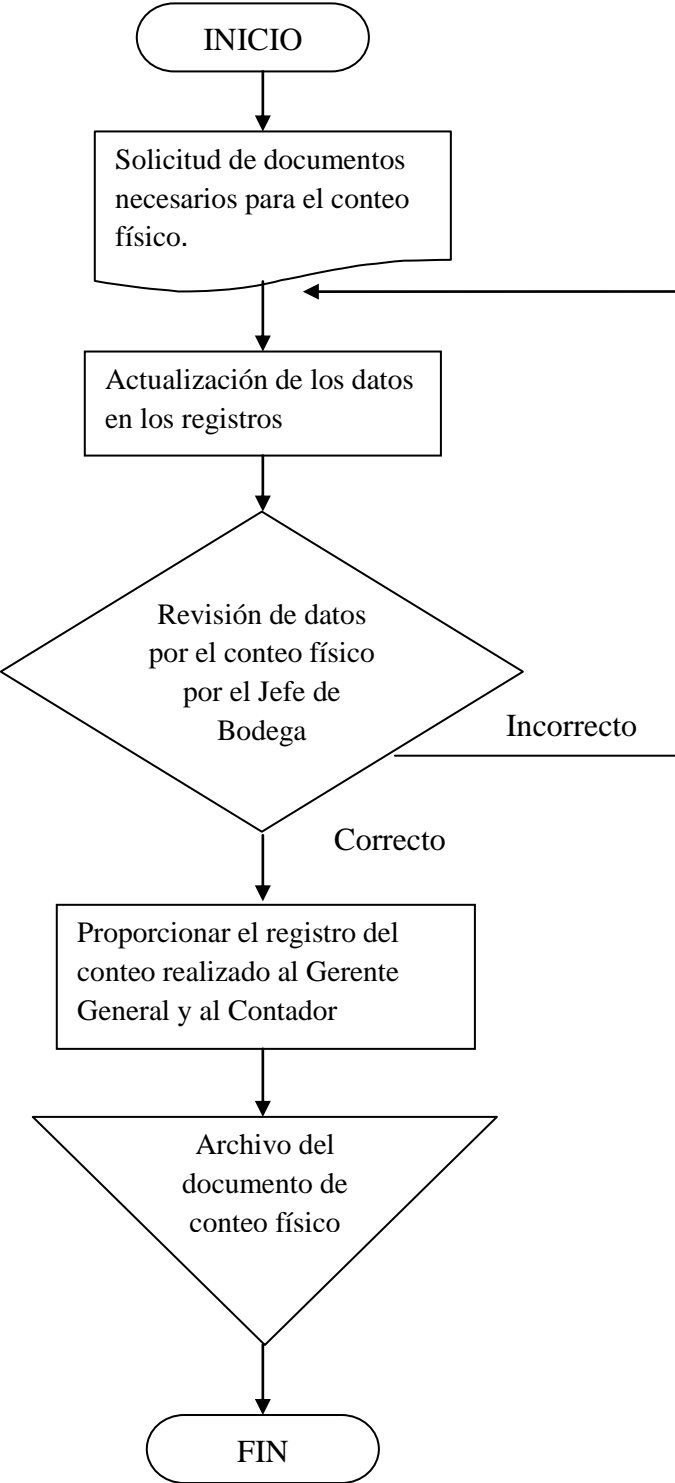 INICIO
Solicitud de documentos
necesarios para el conteo
físico.
Actualización de los datos
en los registros
Revisión de datos
por el conteo físico
por el Jefe de
Bodega
Incorrecto
Correcto
Proporcionar el registro del
conteo realizado al Gerente
General y al Contador
Archivo del
documento de
conteo físico
FIN